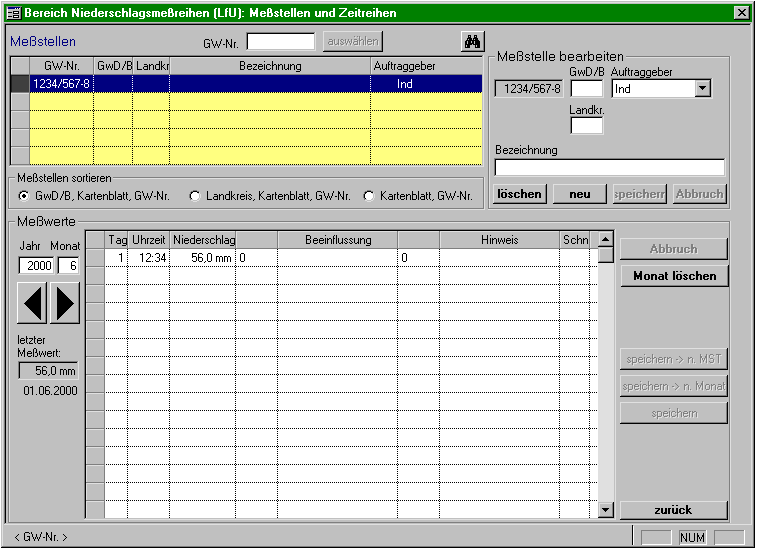 Bereich Niederschlagsmeßreihen (LfU): Meßstellen und Zeitreihen
Meßstellen
GW-Nr.
auswählen
GW-Nr. GwD/B Landkr Bezeichnung Auftraggeber
1234/567-8 Ind
Meßstellen sortieren
GwD/B, Kartenblatt, GW-Nr. Landkreis, Kartenblatt, GW-Nr. Kartenblatt, GW-Nr.
Meßstelle bearbeiten
GwD/B Auftraggeber
1234/567-8 Ind
Landkr.
Bezeichnung
löschen neu speichern Abbruch
Meßwerte
Jahr Monat
2000 6
letzter
Meßwert:
56,0 mm
01.06.2000
Tag Uhrzeit Niederschlag Beeinflussung Hinweis Schn
1 12:34 56,0 mm 0 0
Abbruch
Monat löschen
speichern -> n. MST
speichern -> n. Monat
speichern
zurück
< GW-Nr. >
NUM